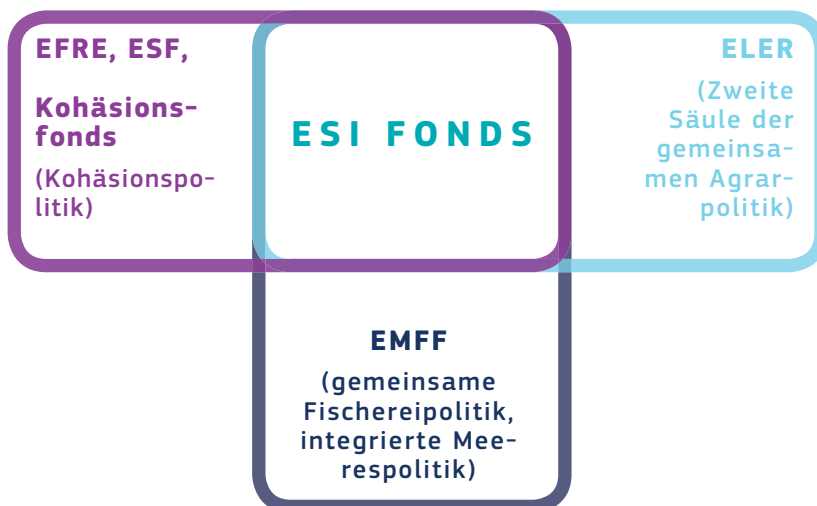 EFRE, ESF,
Kohäsions-
fonds
(Kohäsionspo-
litik)
ESI FONDS
ELER
(Zweite
Säule der
gemeinsa-
men Agrar-
politik)
EMFF
(gemeinsame
Fischereipolitik,
integrierte Mee-
respolitik)